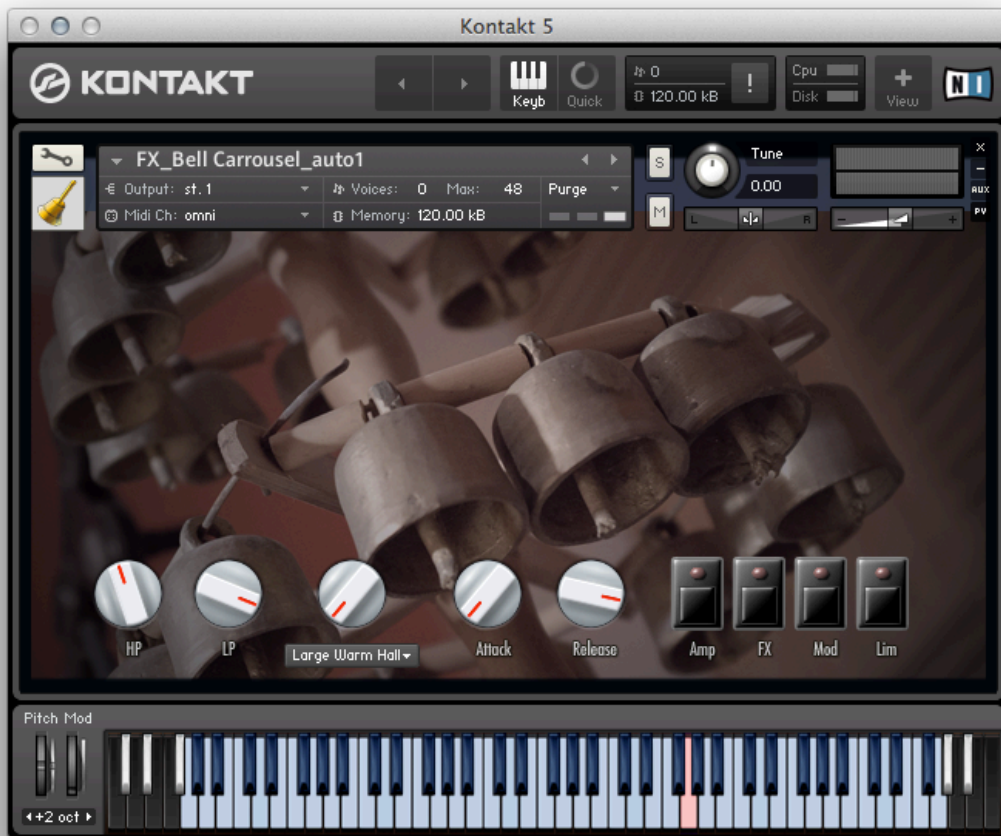 Kontakt 5
KONTAKT
Keyb
Quick
0
120.00 kB
!
Cpu
Disk
View
NI
FX_Bell Carrousel_auto1
Output: st. 1
Voices: 0 Max: 48
Purge
Midi Ch: omni
Memory: 120.00 kB
S
M
Tune
0.00
L
R
AUX
PV
HP
LP
Large Warm Hall
Attack
Release
Amp
FX
Mod
Lim
Pitch Mod
+2 oct